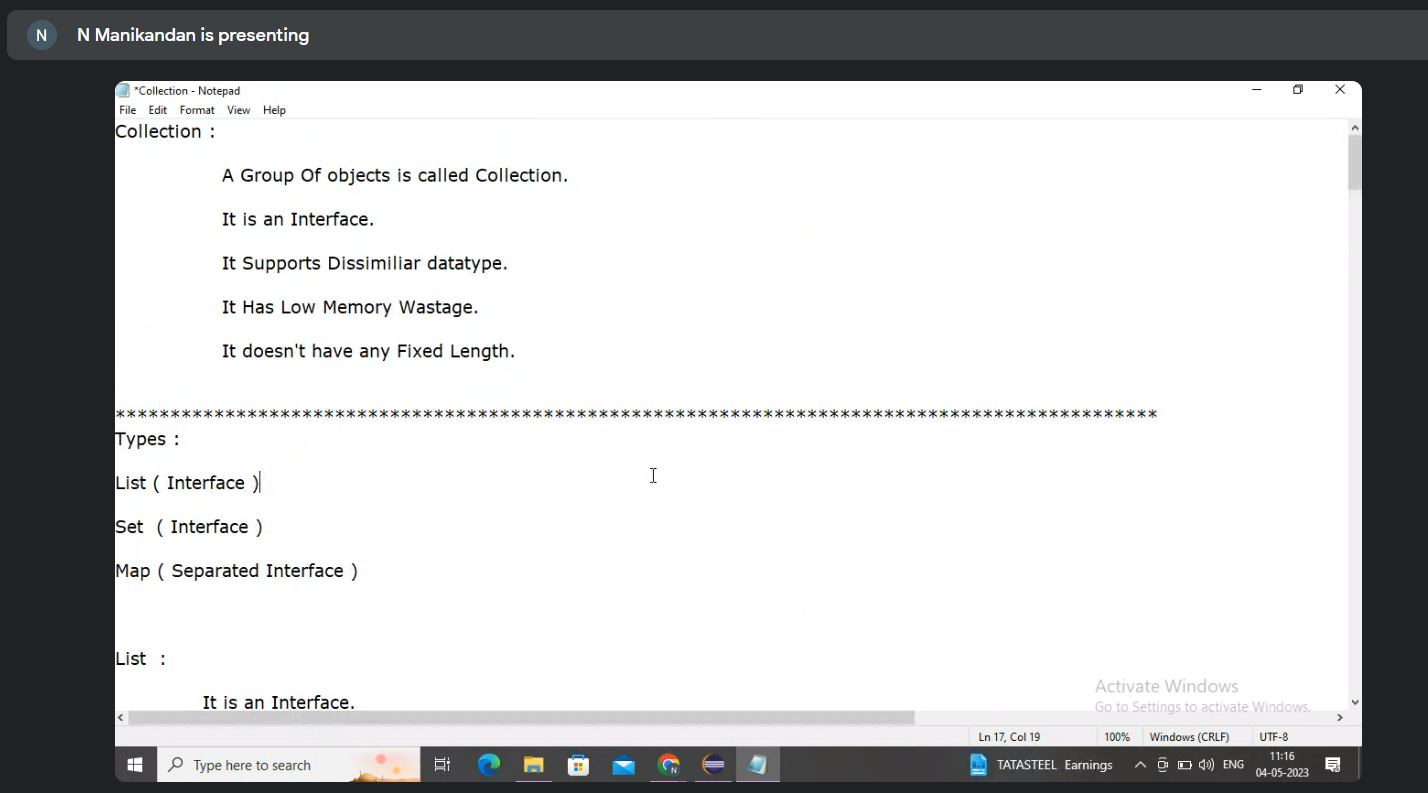 N N Manikandan is presenting
*Collection - Notepad
File Edit Format View Help
Collection :
A Group Of objects is called Collection.
It is an Interface.
It Supports Dissimiliar datatype.
It Has Low Memory Wastage.
It doesn't have any Fixed Length.
***********************************************************************************************
Types :
List ( Interface )
Set ( Interface )
Map ( Separated Interface )
List :
It is an Interface.
Activate Windows
Go to Settings to activate Windows.
Ln 17, Col 19 100% Windows (CRLF) UTF-8
Type here to search N TATASTEEL Earnings ENG 11:16
04-05-2023